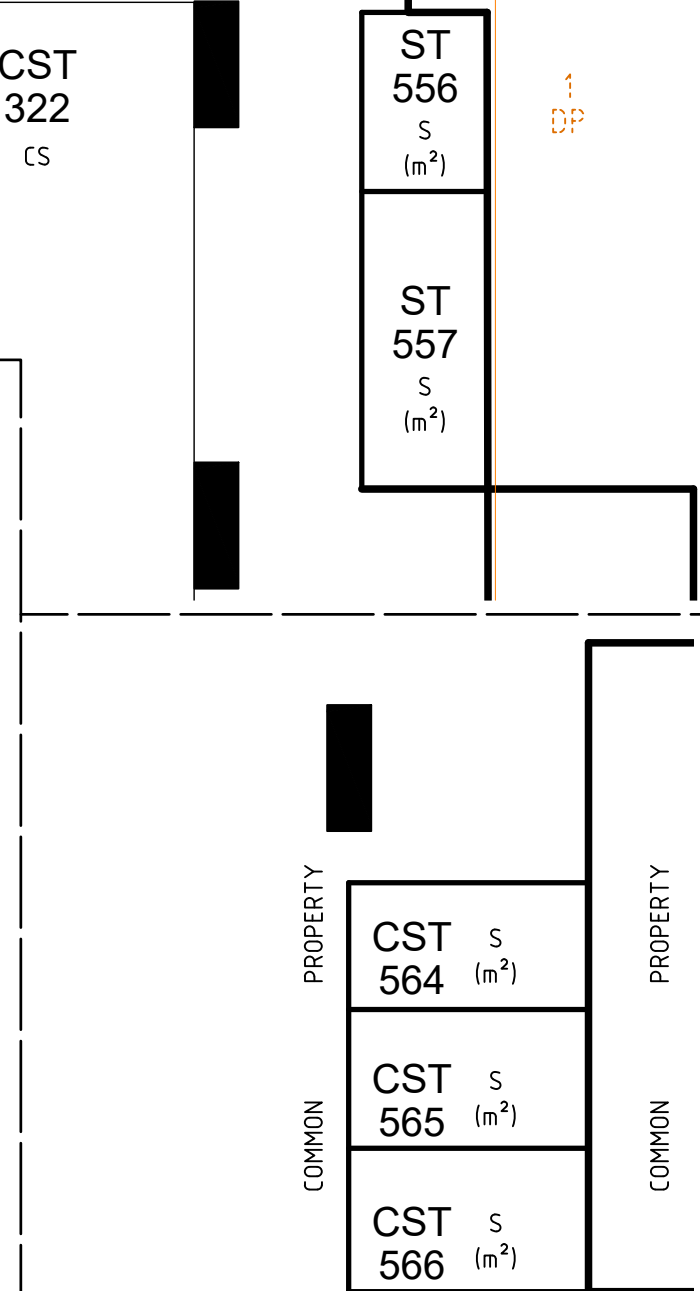 CST
322
CS
ST
556
S
(m²)
1
DP
ST
557
S
(m²)
COMMON PROPERTY
CST
564
S
(m²)
CST
565
S
(m²)
CST
566
S
(m²)
COMMON PROPERTY